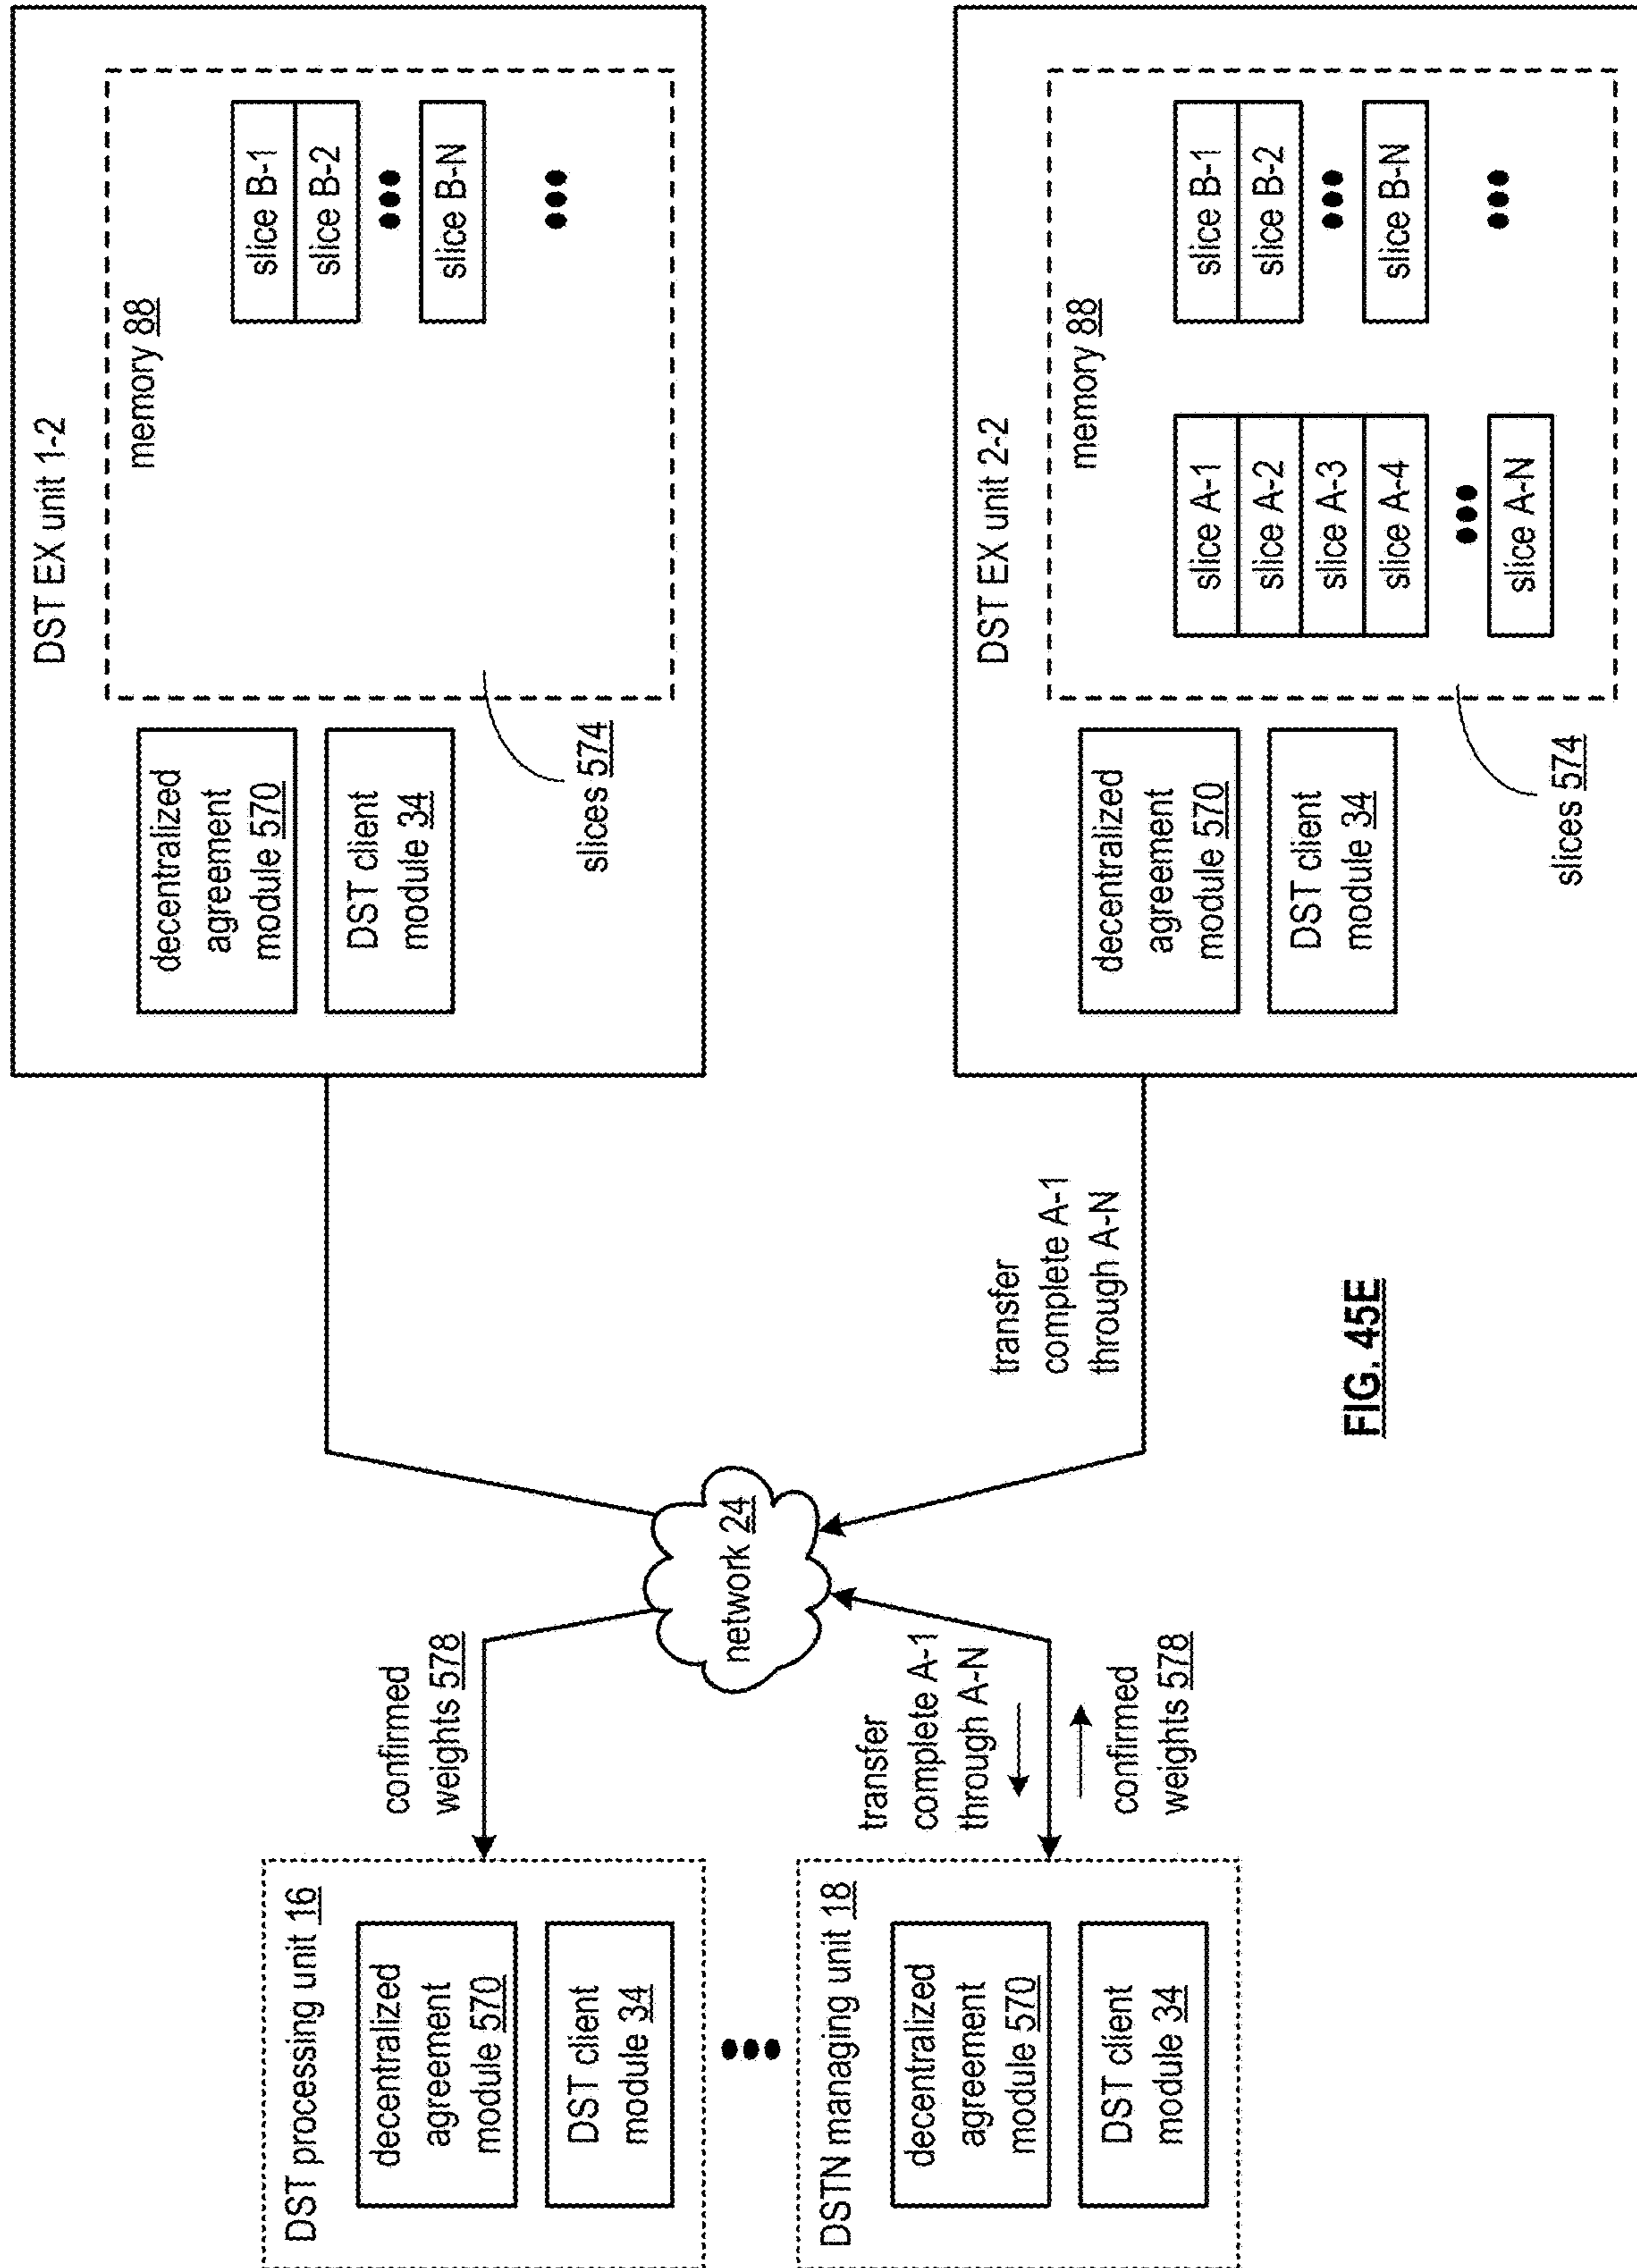 DST processing unit 16
decentralized
agreement
module 570
DST client
module 34
DSTN managing unit 18
decentralized
agreement
module 570
DST client
module 34
confirmed
weights 578
transfer
complete A-1
through A-N
confirmed
weights 578
network 24
transfer
complete A-1
through A-N
DST EX unit 1-2
decentralized
agreement
module 570
DST client
module 34
memory 88
slice B-1
slice B-2
slice B-N
slices 574
DST EX unit 2-2
decentralized
agreement
module 570
DST client
module 34
memory 88
slice A-1
slice A-2
slice A-3
slice A-4
slice A-N
slice B-1
slice B-2
slice B-N
slices 574
FIG. 45E